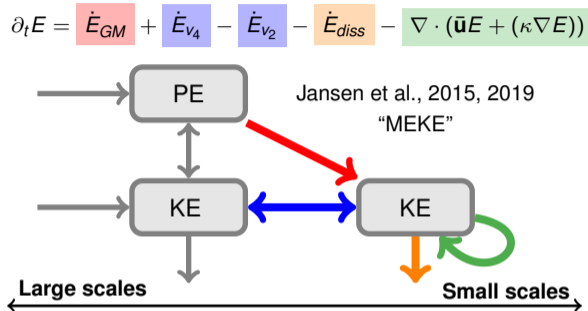 ∂ₜE = Ė_GM + Ė_v₄ − Ė_v₂ − Ė_diss − ∇ · (ūE + (κ∇E))
PE
Jansen et al., 2015, 2019
“MEKE”
KE
KE
Large scales
Small scales